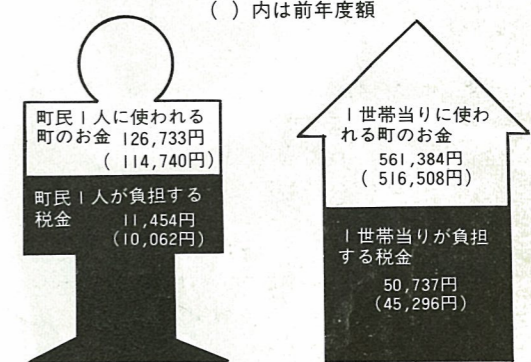 ( ) 内は前年度額
町民1人に使われる
町のお金 126,733円
( 114,740円)
町民1人が負担する
税金 11,454円
(10,062円)
1世帯当りに使わ
れる町のお金
561,384円
( 516,508円)
1世帯当りが負担
する税金
50,737円
(45,296円)